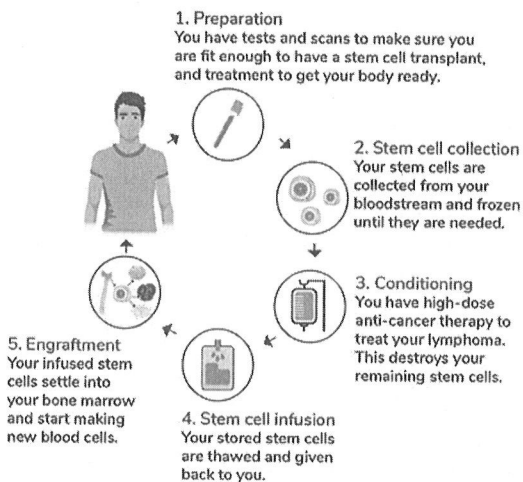 1. Preparation
You have tests and scans to make sure you
are fit enough to have a stem cell transplant,
and treatment to get your body ready.
2. Stem cell collection
Your stem cells are
collected from your
bloodstream and frozen
until they are needed.
3. Conditioning
You have high-dose
anti-cancer therapy to
treat your lymphoma.
This destroys your
remaining stem cells.
4. Stem cell infusion
Your stored stem cells
are thawed and given
back to you.
5. Engraftment
Your infused stem
cells settle into
your bone marrow
and start making
new blood cells.